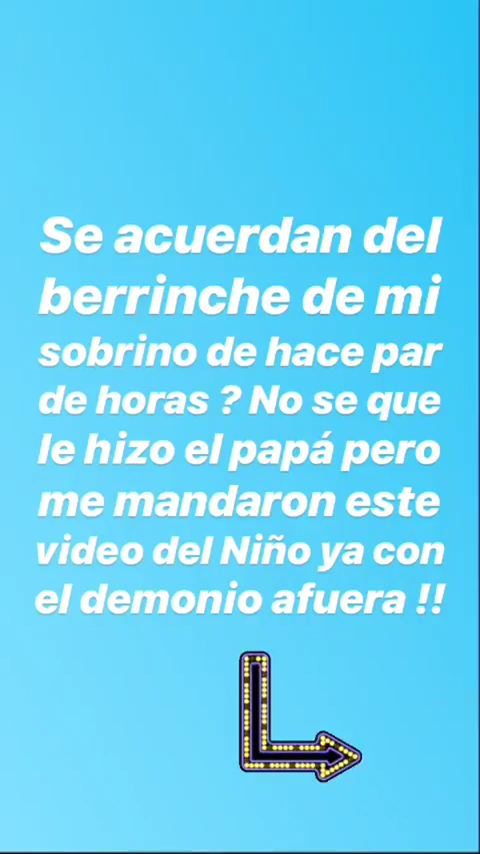 Se acuerdan del
berrinche de mi
sobrino de hace par
de horas ? No se que
le hizo el papá pero
me mandaron este
video del Niño ya con
el demonio afuera !!